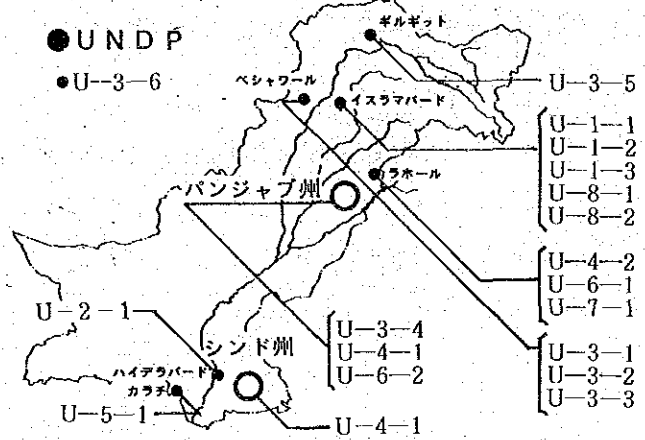 ●UNDP
●U--3-6
ギルギット
ペシャワール
イスラマバード
ラホール
パンジャブ州
U-3-5
U-1-1
U-1-2
U-1-3
U-8-1
U-8-2
U-4-2
U-6-1
U-7-1
U-3-1
U-3-2
U-3-3
U-2-1
シンド州
ハイデラバード
カラチ
U-5-1
U-3-4
U-4-1
U-6-2
U-4-1